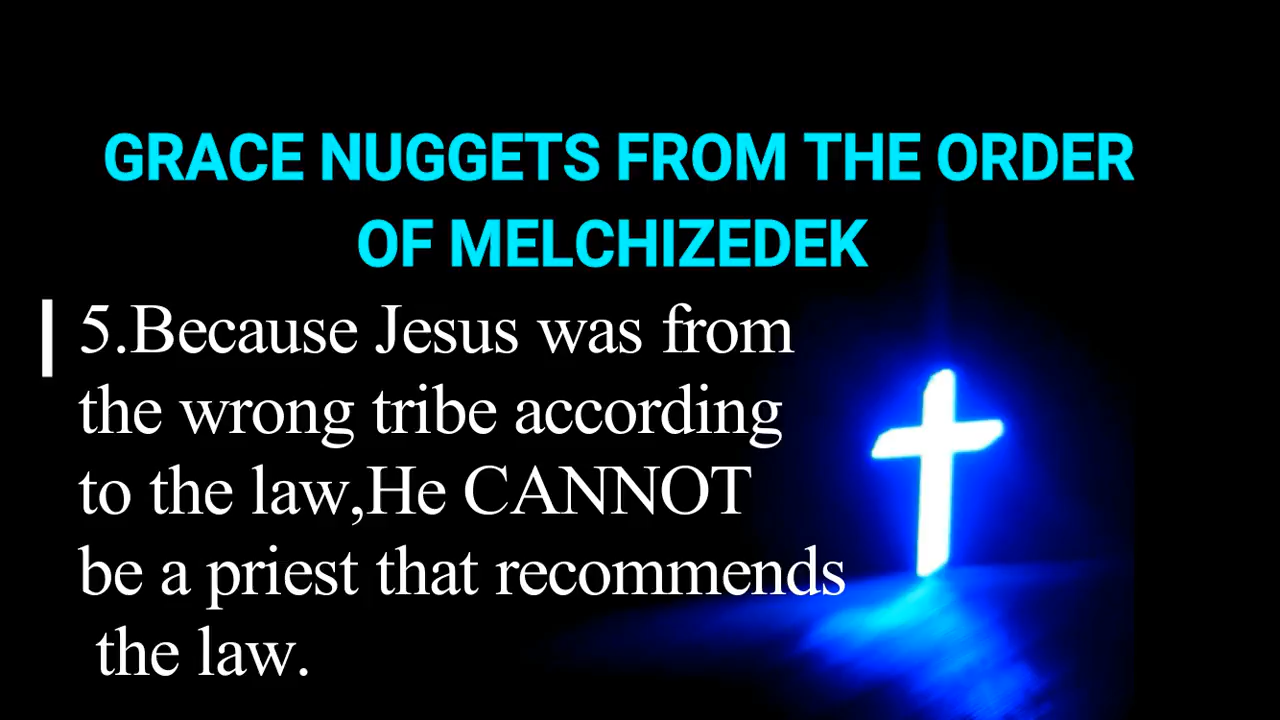 GRACE NUGGETS FROM THE ORDER
OF MELCHIZEDEK
5.Because Jesus was from
the wrong tribe according
to the law,He CANNOT
be a priest that recommends
the law.